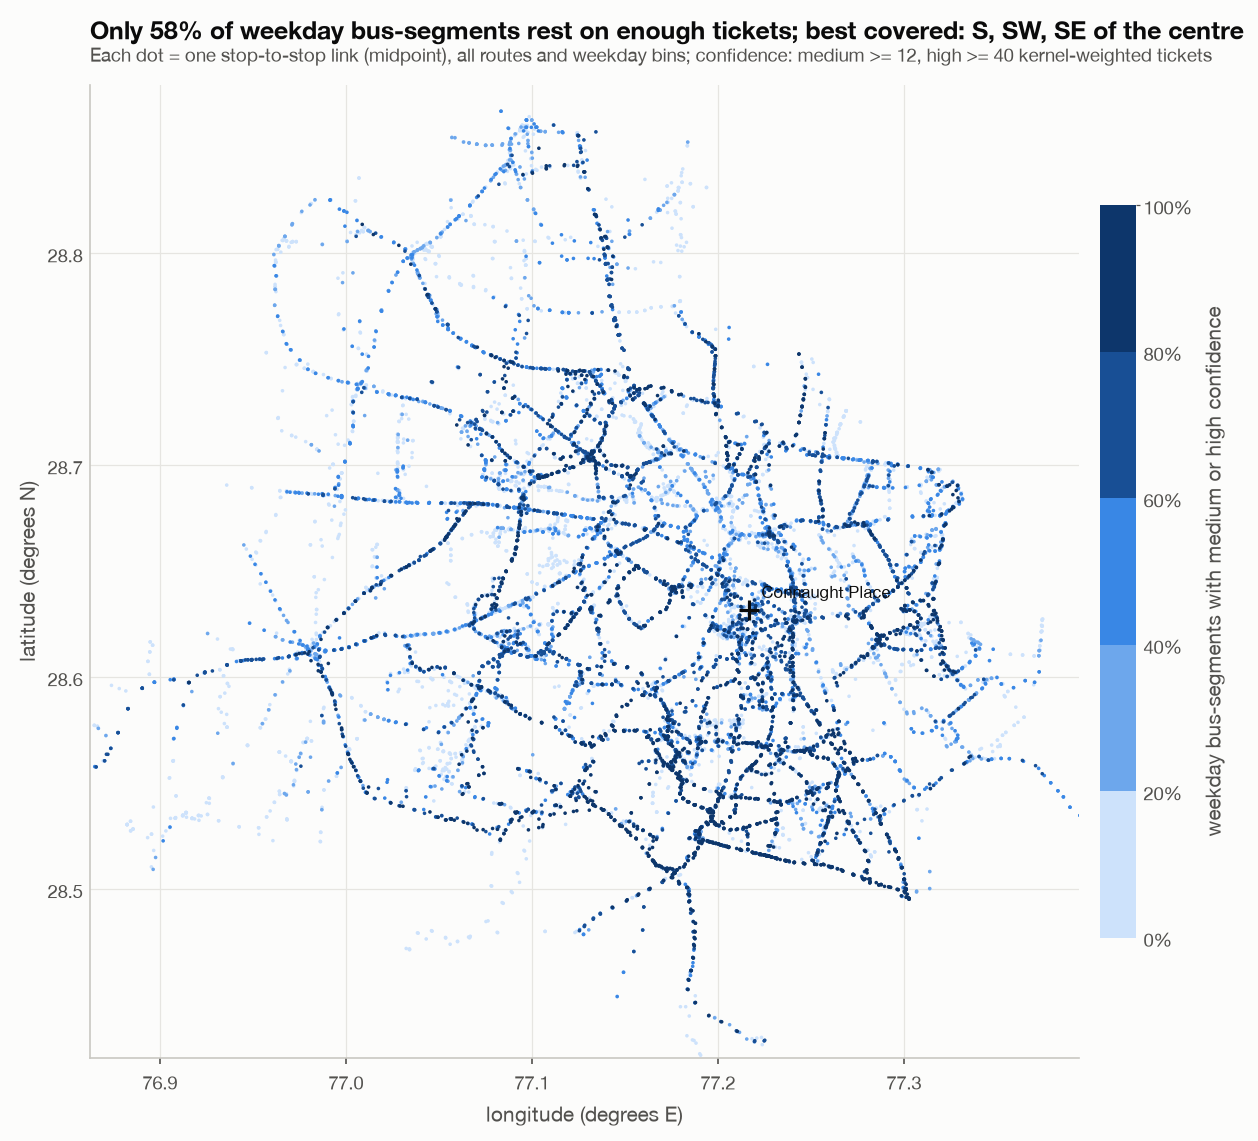 Only 58% of weekday bus-segments rest on enough tickets; best covered: S, SW, SE of the centre
Each dot = one stop-to-stop link (midpoint), all routes and weekday bins; confidence: medium >= 12, high >= 40 kernel-weighted tickets
28.8
28.7
28.6
28.5
latitude (degrees N)
Connaught Place
76.9
77.0
77.1
77.2
77.3
longitude (degrees E)
100%
80%
60%
40%
20%
0%
weekday bus-segments with medium or high confidence